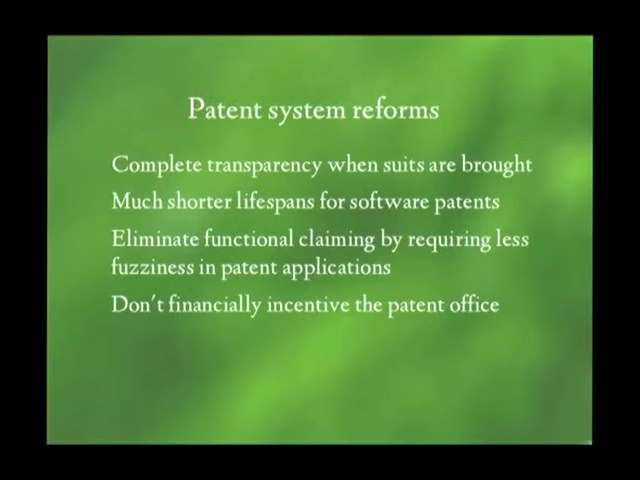 Patent system reforms
Complete transparency when suits are brought
Much shorter lifespans for software patents
Eliminate functional claiming by requiring less
fuzziness in patent applications
Don't financially incentive the patent office